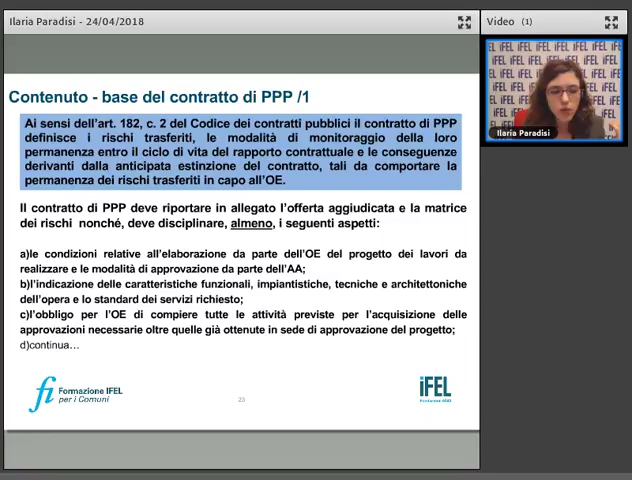 Ilaria Paradisi - 24/04/2018
Video (1)
Ilaria Paradisi
Contenuto - base del contratto di PPP /1
Ai sensi dell'art. 182, c. 2 del Codice dei contratti pubblici il contratto di PPP
definisce i rischi trasferiti, le modalità di monitoraggio della loro
permanenza entro il ciclo di vita del rapporto contrattuale e le conseguenze
derivanti dalla anticipata estinzione del contratto, tali da comportare la
permanenza dei rischi trasferiti in capo all'OE.
Il contratto di PPP deve riportare in allegato l'offerta aggiudicata e la matrice
dei rischi nonché, deve disciplinare, almeno, i seguenti aspetti:
a)le condizioni relative all'elaborazione da parte dell'OE del progetto dei lavori da
realizzare e le modalità di approvazione da parte dell'AA;
b)l'indicazione delle caratteristiche funzionali, impiantistiche, tecniche e architettoniche
dell'opera e lo standard dei servizi richiesto;
c)l'obbligo per l'OE di compiere tutte le attività previste per l'acquisizione delle
approvazioni necessarie oltre quelle già ottenute in sede di approvazione del progetto;
d)continua…
fi Formazione IFEL
per i Comuni
23
iFEL